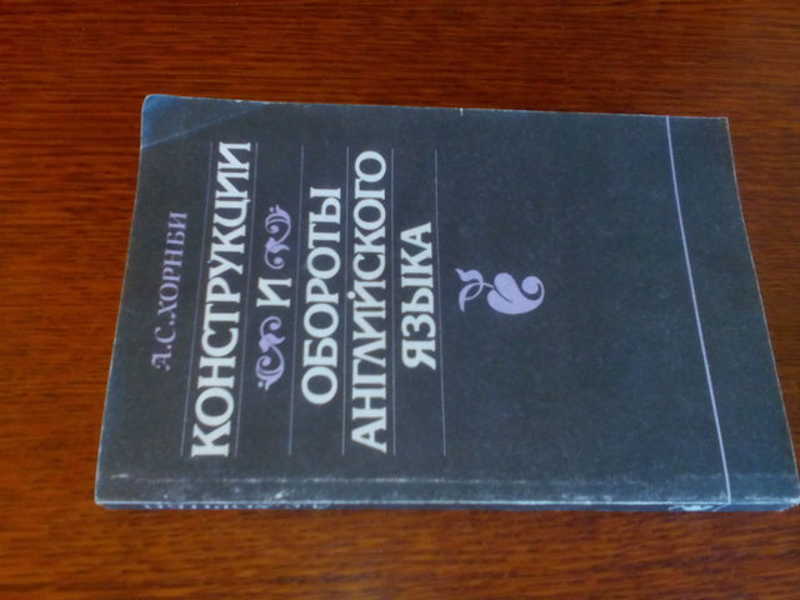 А.С.ХОРНБИ
КОНСТРУКЦИИ
И
ОБОРОТЫ
АНГЛИЙСКОГО
ЯЗЫКА